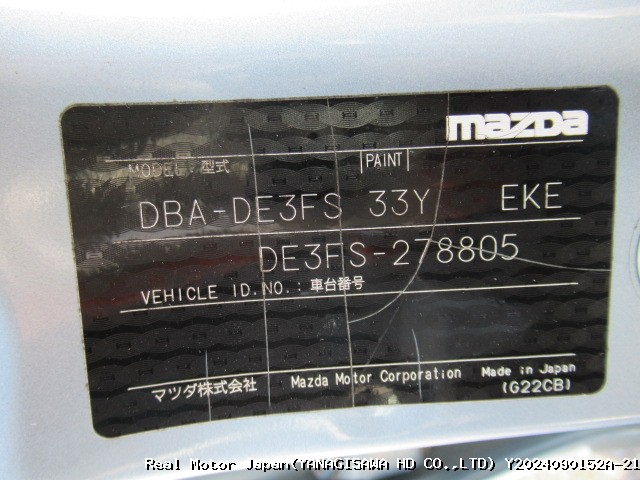 mazda
MODEL 型式 PAINT
DBA-DE3FS 33Y EKE
DE3FS-278805
VEHICLE ID.NO.:車台番号
マツダ株式会社 Mazda Motor Corporation Made in Japan
(G22CB)
Real Motor Japan(YANAGISAWA HD CO.,LTD) Y2024090152A-21